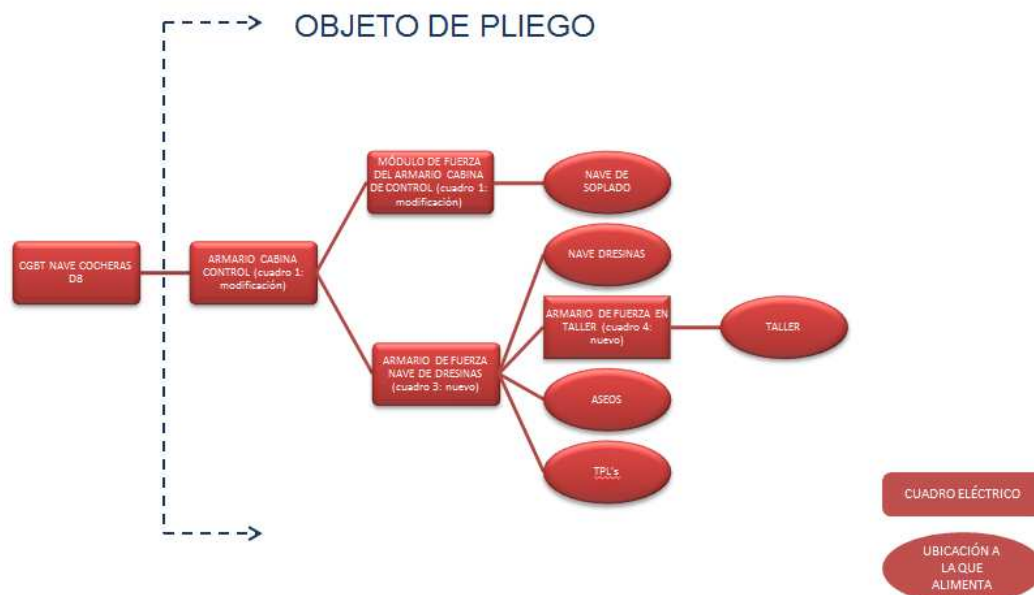 OBJETO DE PLIEGO
MÓDULO DE FUERZA
DEL ARMARIO CABINA
DE CONTROL (cuadro 1:
modificación)
NAVE DE
SOPLADO
CGBT NAVE COCHERAS
D8
ARMARIO CABINA
CONTROL (cuadro 1:
modificación)
NAVE DRESINAS
ARMARIO DE FUERZA EN
TALLER (cuadro 4:
nuevo)
TALLER
ARMARIO DE FUERZA
NAVE DE DRESINAS
(cuadro 3: nuevo)
ASEOS
TPL's
CUADRO ELÉCTRICO
UBICACIÓN A
LA QUE
ALIMENTA